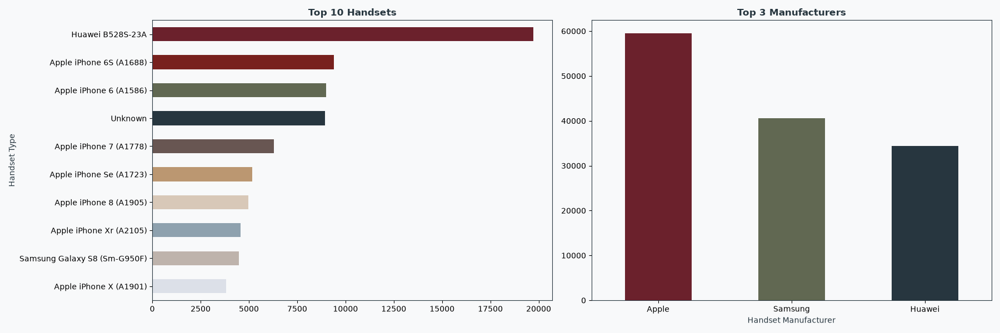 Top 10 Handsets
Handset Type
Huawei B528S-23A
Apple iPhone 6S (A1688)
Apple iPhone 6 (A1586)
Unknown
Apple iPhone 7 (A1778)
Apple iPhone Se (A1723)
Apple iPhone 8 (A1905)
Apple iPhone Xr (A2105)
Samsung Galaxy S8 (Sm-G950F)
Apple iPhone X (A1901)
0 2500 5000 7500 10000 12500 15000 17500 20000
Top 3 Manufacturers
60000
50000
40000
30000
20000
10000
0
Apple Samsung Huawei
Handset Manufacturer